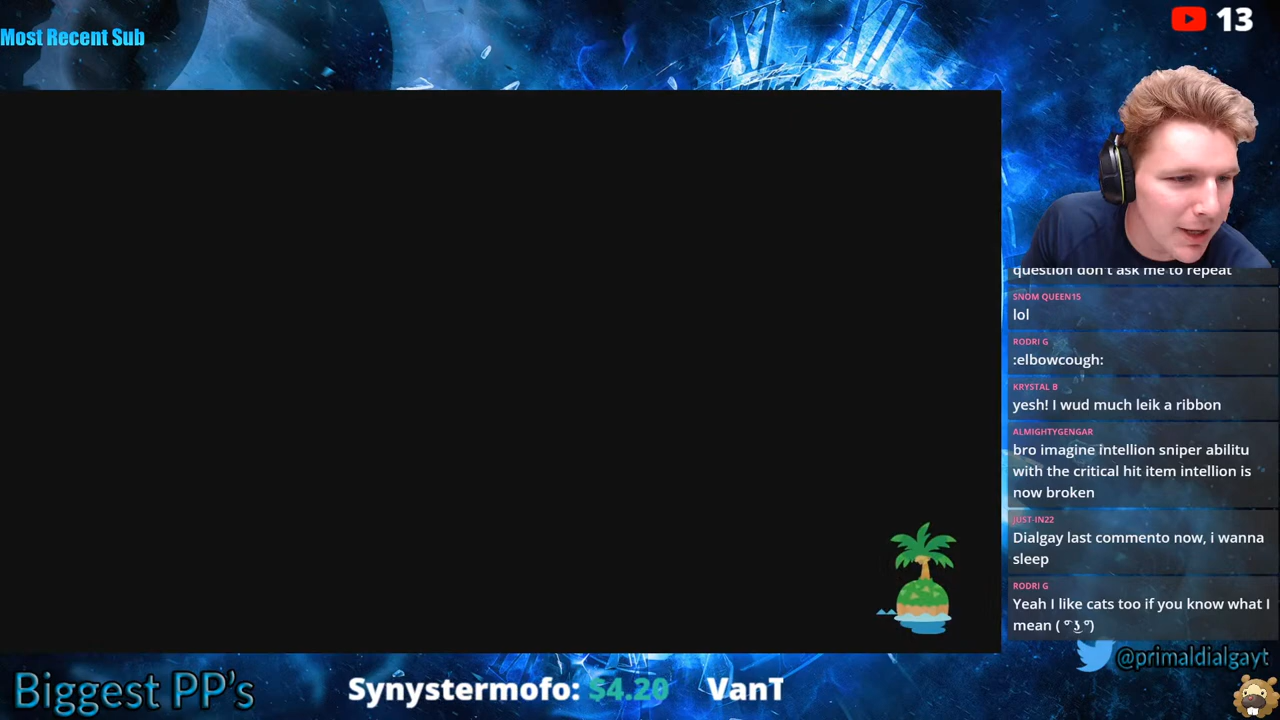 Most Recent Sub
13
question don't ask me to repeat
SNOM QUEEN15
lol
RODRI G
:elbowcough:
KRYSTAL B
yesh! I wud much leik a ribbon
ALMIGHTYGENGAR
bro imagine intellion sniper abilitu
with the critical hit item intellion is
now broken
JUST-IN22
Dialgay last commento now, i wanna
sleep
RODRI G
Yeah I like cats too if you know what I
mean ( ͡° ͜ʖ ͡°)
@primaldialgayt
Biggest PP's
Synystermofo: $4.20 VanT